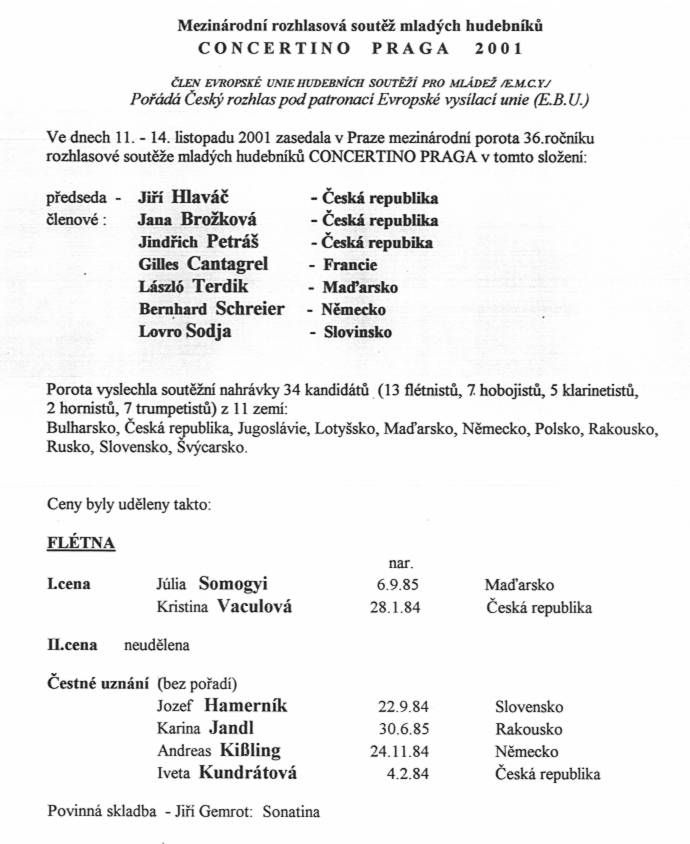 Mezinárodní rozhlasová soutěž mladých hudebníků
CONCERTINO PRAGA 2001
ČLEN EVROPSKÉ UNIE HUDEBNÍCH SOUTĚŽÍ PRO MLÁDEŽ /E.M.C.Y./
Pořádá Český rozhlas pod patronací Evropské vysílací unie (E.B.U.)
Ve dnech 11. - 14. listopadu 2001 zasedala v Praze mezinárodní porota 36.ročníku
rozhlasové soutěže mladých hudebníků CONCERTINO PRAGA v tomto složení:
předseda - Jiří Hlaváč - Česká republika
členové : Jana Brožková - Česká republika
Jindřich Petráš - Česká repubika
Gilles Cantagrel - Francie
László Terdik - Maďarsko
Bernhard Schreier - Německo
Lovro Sodja - Slovinsko
Porota vyslechla soutěžní nahrávky 34 kandidátů (13 flétnistů, 7 hobojistů, 5 klarinetistů,
2 hornistů, 7 trumpetistů) z 11 zemí:
Bulharsko, Česká republika, Jugoslávie, Lotyšsko, Maďarsko, Německo, Polsko, Rakousko,
Rusko, Slovensko, Švýcarsko.
Ceny byly uděleny takto:
FLÉTNA
nar.
I.cena Júlia Somogyi 6.9.85 Maďarsko
Kristina Vaculová 28.1.84 Česká republika
II.cena neudělena
Čestné uznání (bez pořadí)
Jozef Hamerník 22.9.84 Slovensko
Karina Jandl 30.6.85 Rakousko
Andreas Kißling 24.11.84 Německo
Iveta Kundrátová 4.2.84 Česká republika
Povinná skladba - Jiří Gemrot: Sonatina